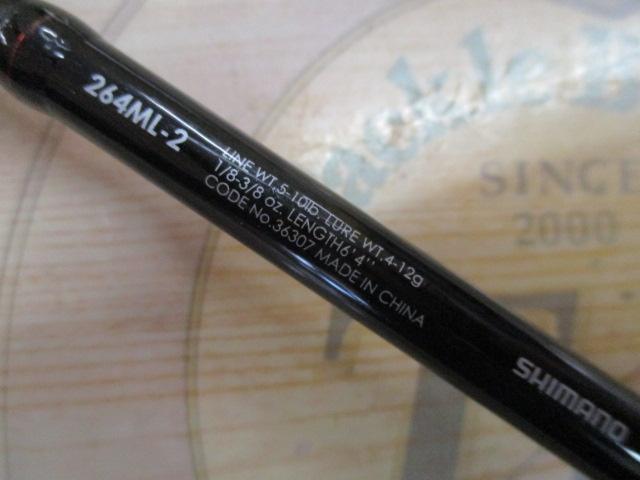 264ML-2
LINE WT.5-10lb. LURE WT.4-12g
1/8-3/8 oz. LENGTH6'4''
CODE No.36307 MADE IN CHINA
SHIMANO
SINCE
2000